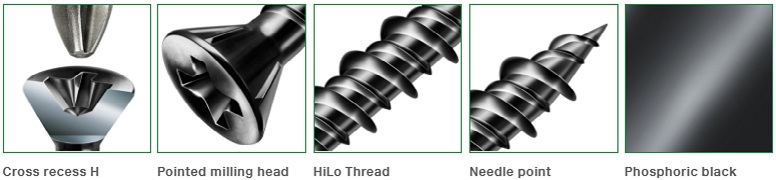 Cross recess H
Pointed milling head
HiLo Thread
Needle point
Phosphoric black